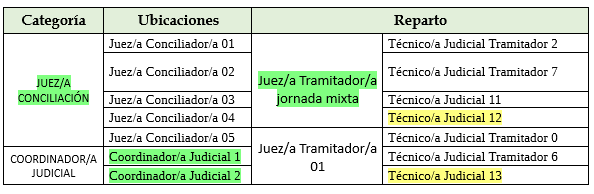 Categoría Ubicaciones Reparto
JUEZ/A
CONCILIACIÓN
Juez/a Conciliador/a 01
Juez/a Conciliador/a 02
Juez/a Conciliador/a 03
Juez/a Conciliador/a 04
Juez/a Conciliador/a 05
Juez/a Tramitador/a
jornada mixta
Técnico/a Judicial Tramitador 2
Técnico/a Judicial Tramitador 7
Técnico/a Judicial 11
Técnico/a Judicial 12
Técnico/a Judicial Tramitador 0
COORDINADOR/A
JUDICIAL
Coordinador/a Judicial 1
Coordinador/a Judicial 2
Juez/a Tramitador/a
01
Técnico/a Judicial Tramitador 6
Técnico/a Judicial 13